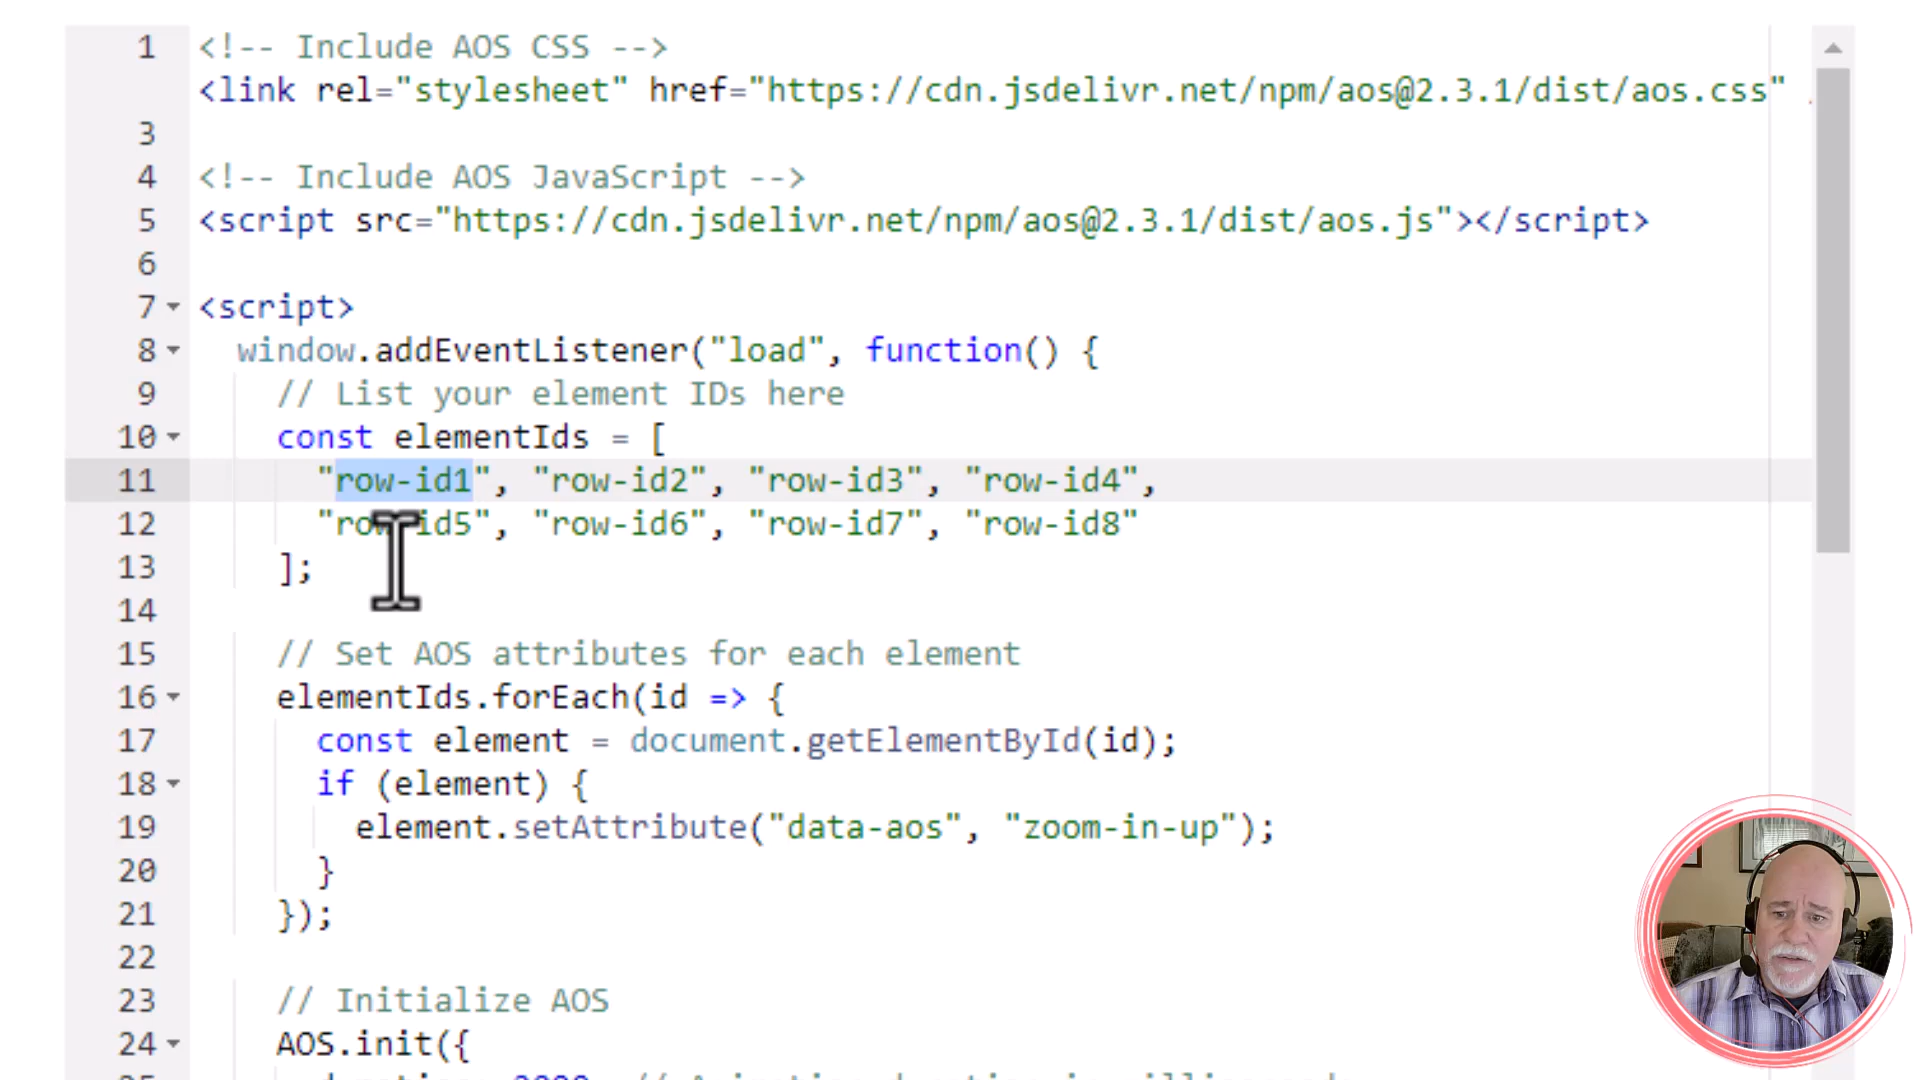 1 <!-- Include AOS CSS -->
<link rel="stylesheet" href="https://cdn.jsdelivr.net/npm/aos@2.3.1/dist/aos.css"
3
4 <!-- Include AOS JavaScript -->
5 <script src="https://cdn.jsdelivr.net/npm/aos@2.3.1/dist/aos.js"></script>
6
7 <script>
8 window.addEventListener("load", function() {
9 // List your element IDs here
10 const elementIds = [
11 "row-id1", "row-id2", "row-id3", "row-id4",
12 "row-id5", "row-id6", "row-id7", "row-id8"
13 ];
14
15 // Set AOS attributes for each element
16 elementIds.forEach(id => {
17 const element = document.getElementById(id);
18 if (element) {
19 element.setAttribute("data-aos", "zoom-in-up");
20 }
21 });
22
23 // Initialize AOS
24 AOS.init({